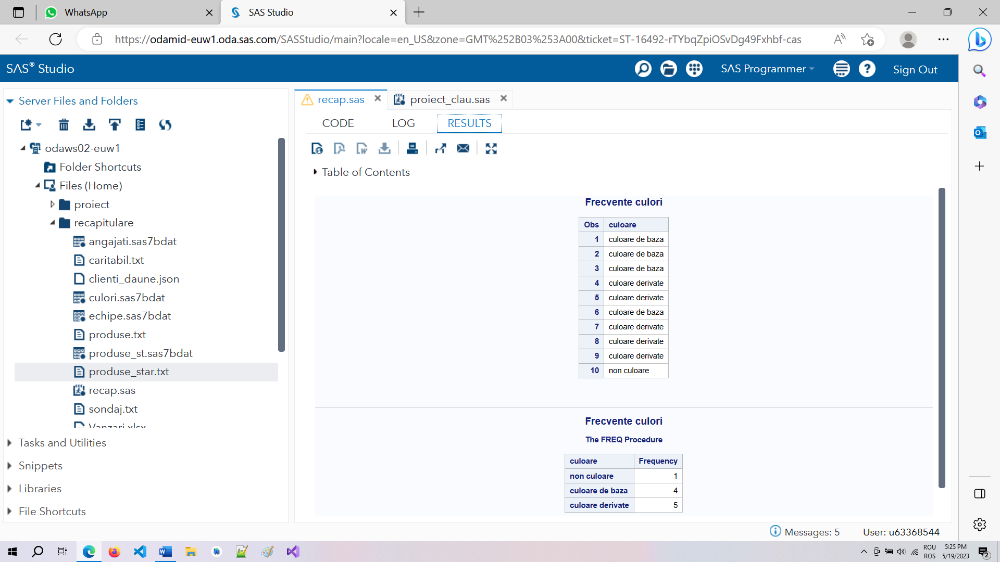 WhatsApp
SAS Studio
https://odamid-euw1.oda.sas.com/SASStudio/main?locale=en_US&zone=GMT%252B03%253A00&ticket=ST-16492-rTYbqZpiOSvDg49Fxhbf-cas
SAS® Studio
SAS Programmer
Sign Out
Server Files and Folders
odaws02-euw1
Folder Shortcuts
Files (Home)
proiect
recapitulare
angajati.sas7bdat
caritabil.txt
clienti_daune.json
culori.sas7bdat
echipe.sas7bdat
produse.txt
produse_st.sas7bdat
produse_star.txt
recap.sas
sondaj.txt
Vanzari.xlsx
Tasks and Utilities
Snippets
Libraries
File Shortcuts
recap.sas
proiect_clau.sas
CODE LOG RESULTS
Table of Contents
Frecvente culori
Obs culoare
1 culoare de baza
2 culoare de baza
3 culoare de baza
4 culoare derivate
5 culoare derivate
6 culoare de baza
7 culoare derivate
8 culoare derivate
9 culoare derivate
10 non culoare
Frecvente culori
The FREQ Procedure
culoare Frequency
non culoare 1
culoare de baza 4
culoare derivate 5
Messages: 5
User: u63368544
ROU
ROS
5:25 PM
5/19/2023
2